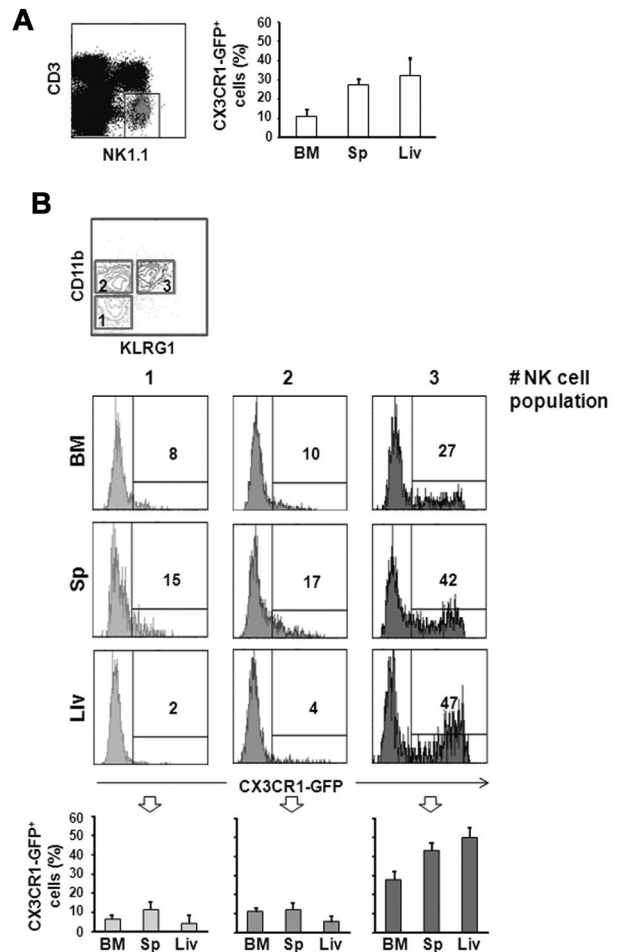 A
CD3
NK1.1
CX3CR1-GFP+
cells (%)
60
50
40
30
20
10
0
BM Sp Liv
B
CD11b
2 3
1
KLRG1
1 2 3 # NK cell
population
BM
8 10 27
Sp
15 17 42
Liv
2 4 47
CX3CR1-GFP
CX3CR1-GFP+
cells (%)
60
50
40
30
20
10
0
BM Sp Liv BM Sp Liv BM Sp Liv